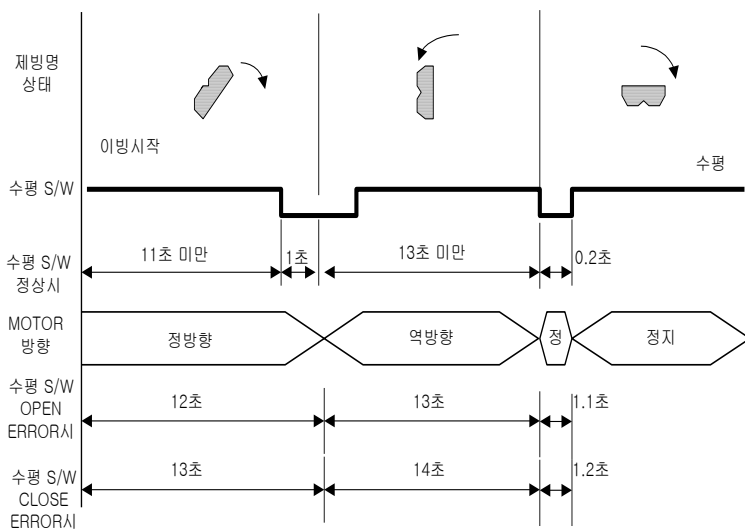 제빙명
상태
이빙시작
수평
수평 S/W
수평 S/W
정상시
11초 미만
1초
13초 미만
0.2초
MOTOR
방향
정방향
역방향
정
정지
수평 S/W
OPEN
ERROR시
12초
13초
1.1초
수평 S/W
CLOSE
ERROR시
13초
14초
1.2초